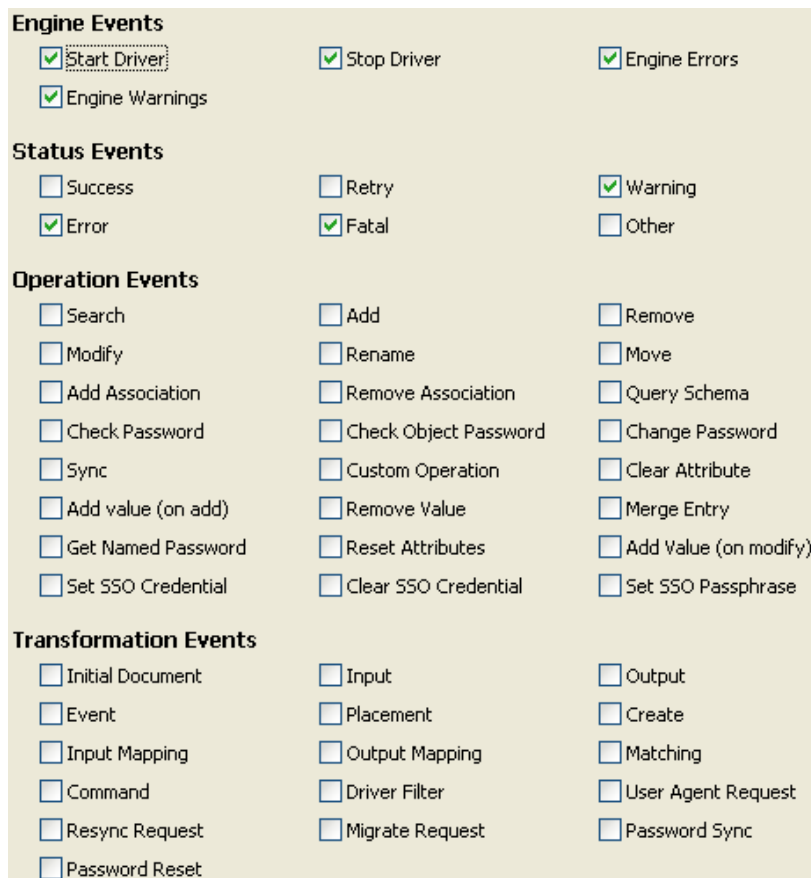 Engine Events
Start Driver Stop Driver Engine Errors
Engine Warnings
Status Events
Success Retry Warning
Error Fatal Other
Operation Events
Search Add Remove
Modify Rename Move
Add Association Remove Association Query Schema
Check Password Check Object Password Change Password
Sync Custom Operation Clear Attribute
Add value (on add) Remove Value Merge Entry
Get Named Password Reset Attributes Add Value (on modify)
Set SSO Credential Clear SSO Credential Set SSO Passphrase
Transformation Events
Initial Document Input Output
Event Placement Create
Input Mapping Output Mapping Matching
Command Driver Filter User Agent Request
Resync Request Migrate Request Password Sync
Password Reset